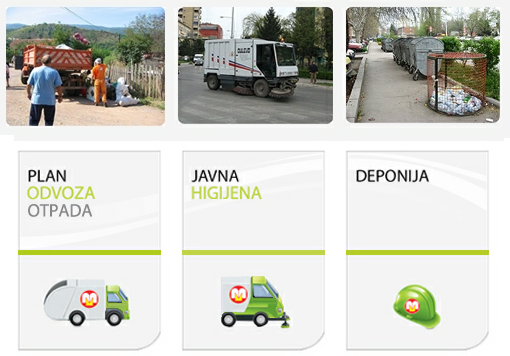 PLAN
ODVOZA
OTPADA
JAVNA
HIGIJENA
DEPONIJA
M
M
M